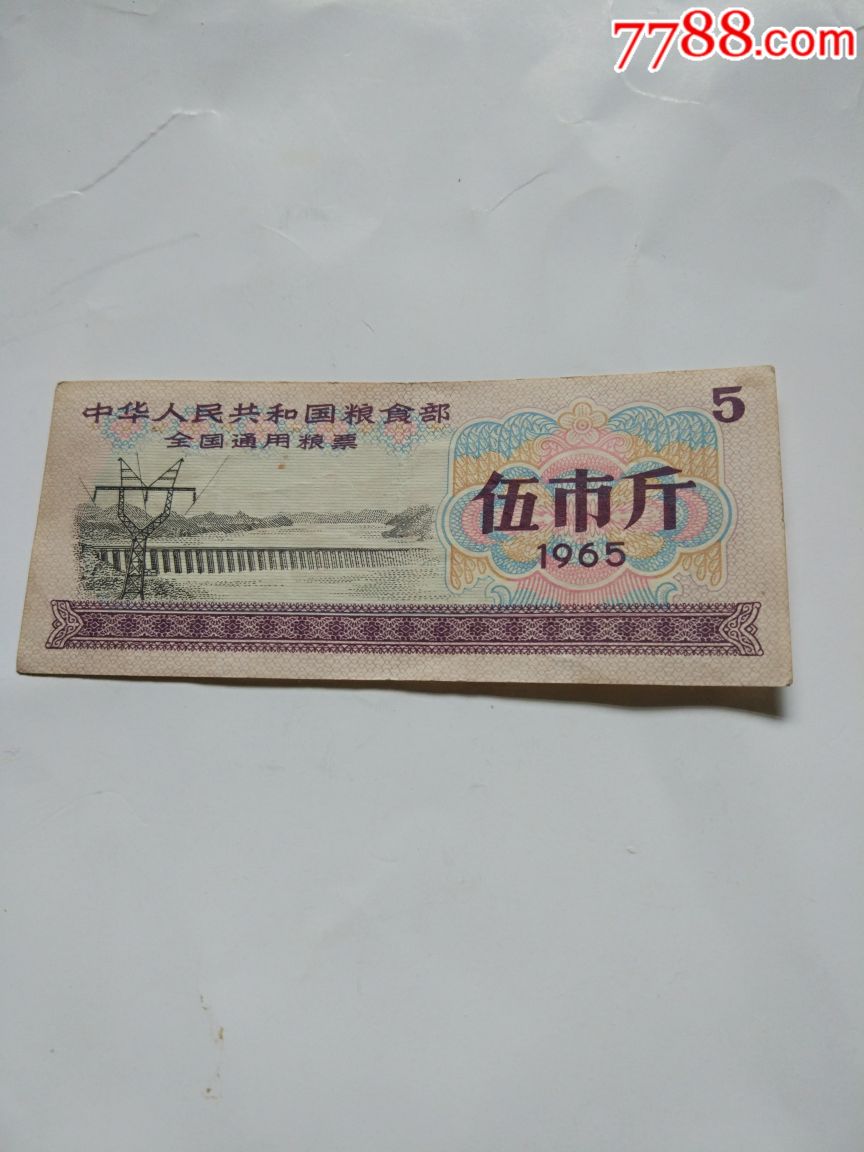 7788.com
中华人民共和国粮食部
全国通用粮票
5
伍市斤
1965